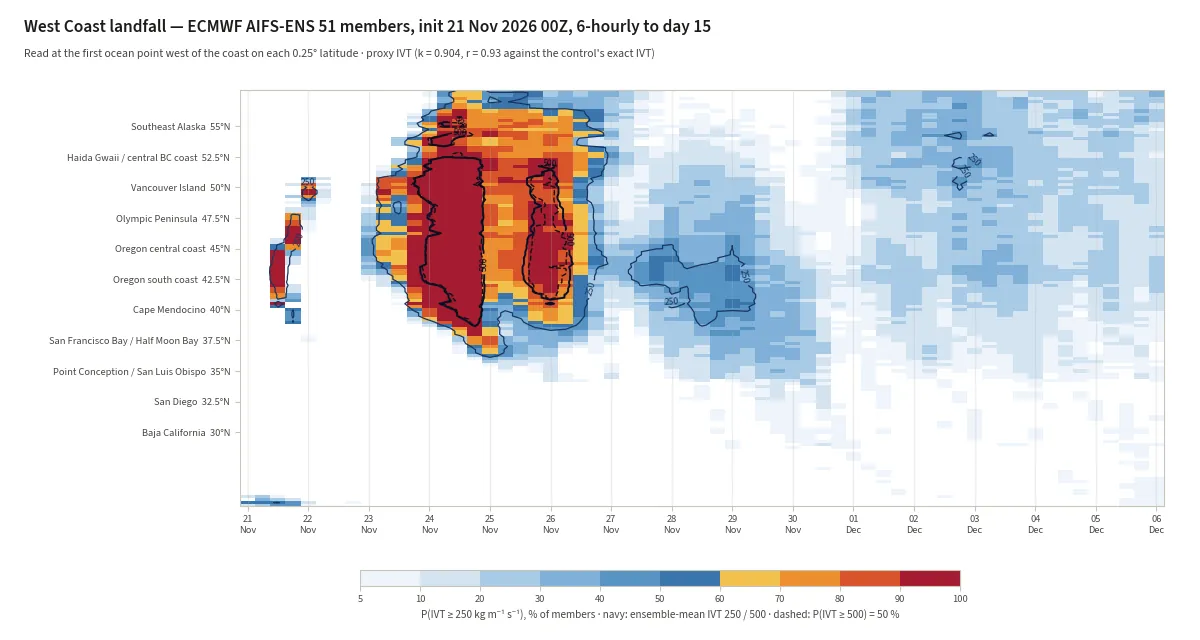 West Coast landfall — ECMWF AIFS-ENS 51 members, init 21 Nov 2026 00Z, 6-hourly to day 15
Read at the first ocean point west of the coast on each 0.25° latitude · proxy IVT (k = 0.904, r = 0.93 against the control's exact IVT)
Southeast Alaska 55°N
Haida Gwaii / central BC coast 52.5°N
Vancouver Island 50°N
Olympic Peninsula 47.5°N
Oregon central coast 45°N
Oregon south coast 42.5°N
Cape Mendocino 40°N
San Francisco Bay / Half Moon Bay 37.5°N
Point Conception / San Luis Obispo 35°N
San Diego 32.5°N
Baja California 30°N
250
500
500
250
250
250
250
250
21 22 23 24 25 26 27 28 29 30 01 02 03 04 05 06
Nov Nov Nov Nov Nov Nov Nov Nov Nov Nov Dec Dec Dec Dec Dec Dec
5 10 20 30 40 50 60 70 80 90 100
P(IVT ≥ 250 kg m⁻¹ s⁻¹), % of members · navy: ensemble-mean IVT 250 / 500 · dashed: P(IVT ≥ 500) = 50 %